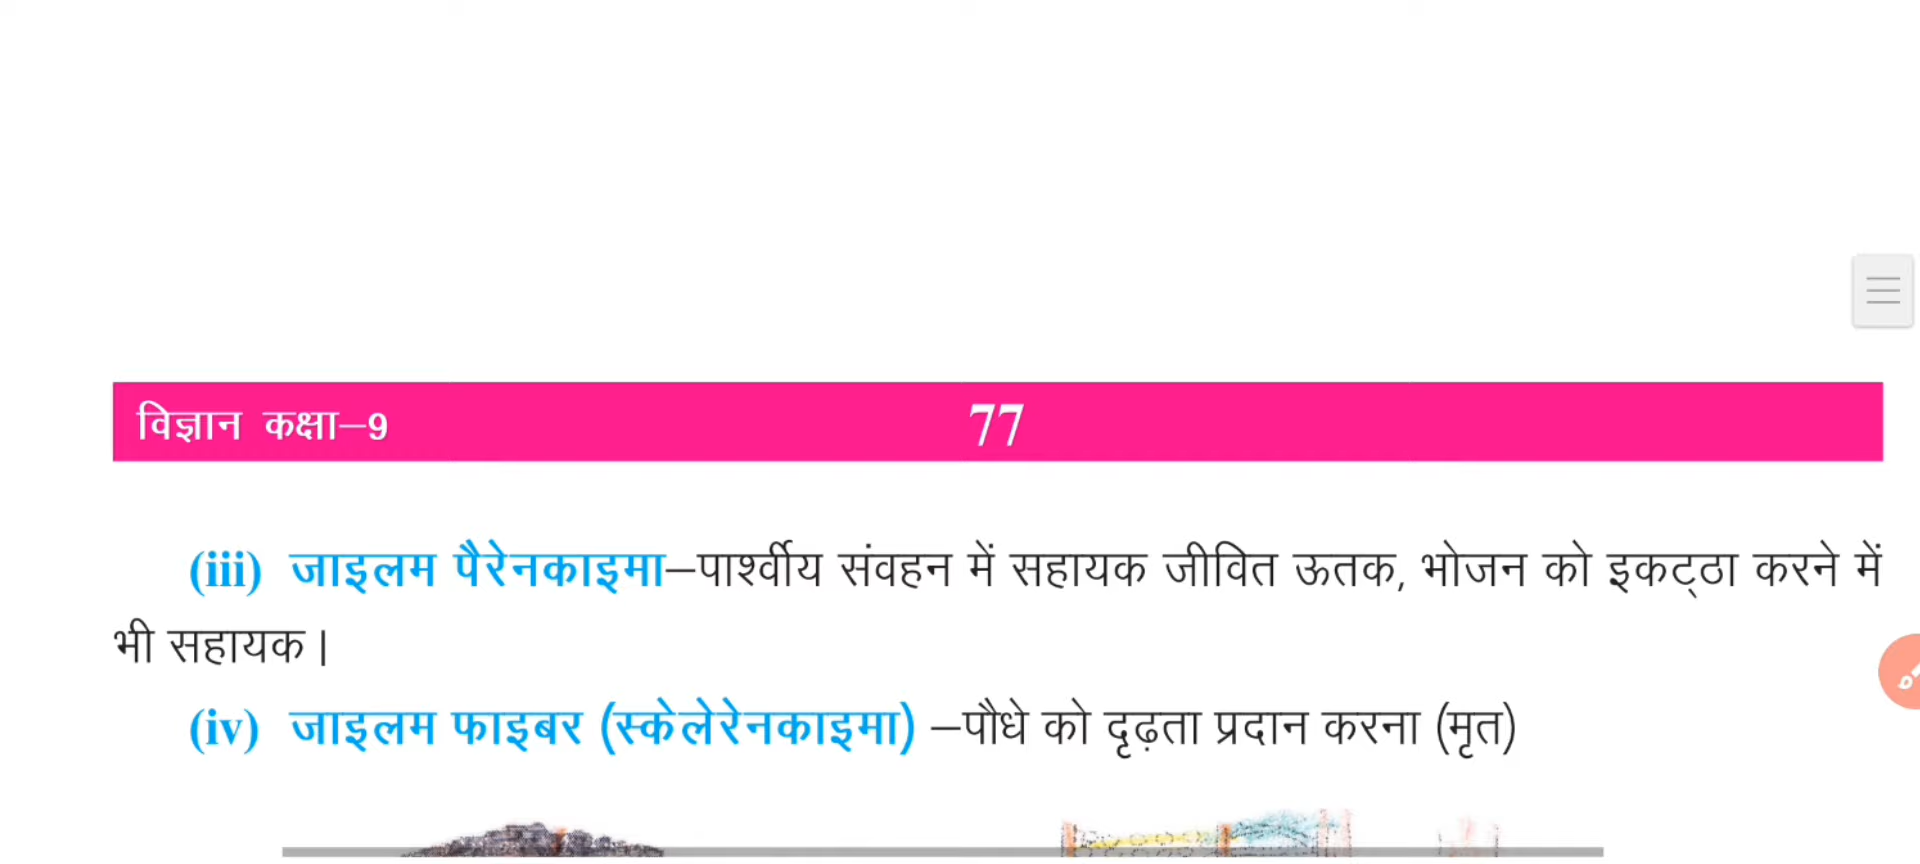 विज्ञान कक्षा–9 77
(iii) जाइलम पैरेनकाइमा–पार्श्वीय संवहन में सहायक जीवित ऊतक, भोजन को इकट्ठा करने में
भी सहायक।
(iv) जाइलम फाइबर (स्केलेरेनकाइमा) –पौधे को दृढ़ता प्रदान करना (मृत)